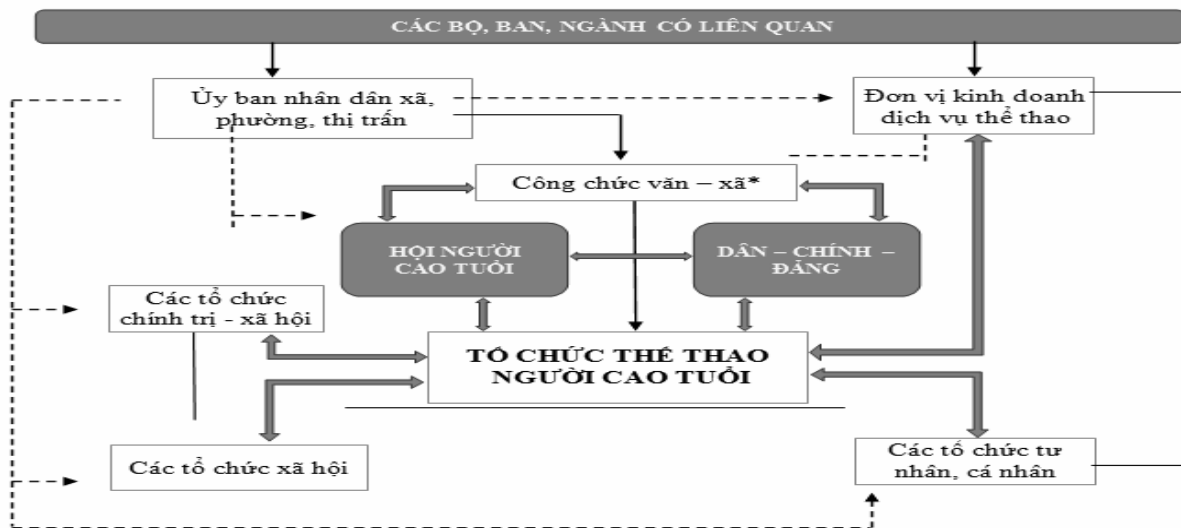 CÁC BỘ, BAN, NGÀNH CÓ LIÊN QUAN
Ủy ban nhân dân xã,
phường, thị trấn
Đơn vị kinh doanh
dịch vụ thể thao
Công chức văn – xã*
HỘI NGƯỜI
CAO TUỔI
DÂN – CHÍNH –
ĐẢNG
Các tổ chức
chính trị - xã hội
TỔ CHỨC THỂ THAO
NGƯỜI CAO TUỔI
Các tổ chức xã hội
Các tổ chức tư
nhân, cá nhân